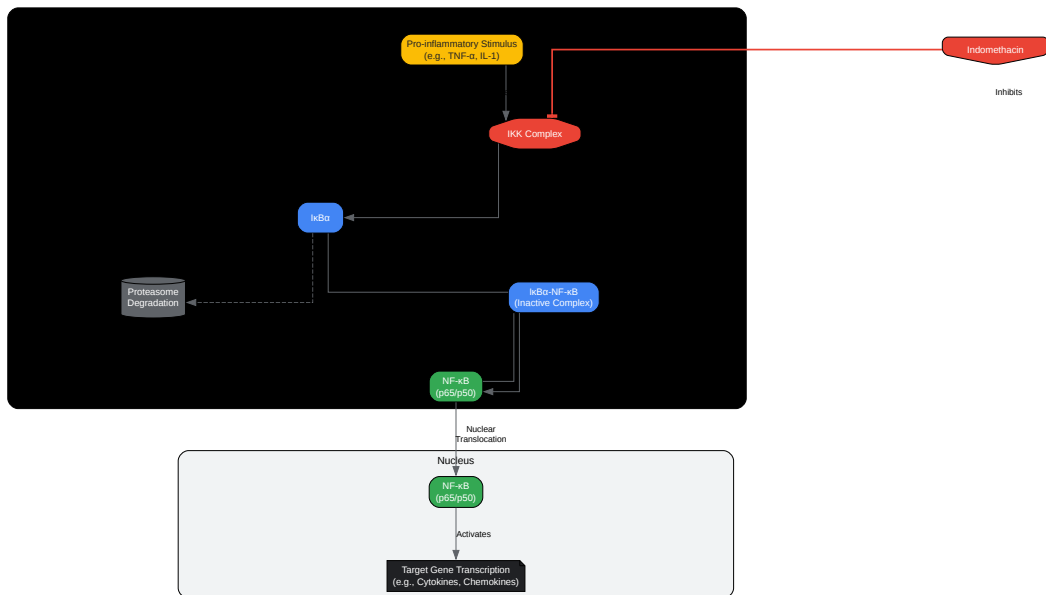 Pro-inflammatory Stimulus
(e.g., TNF-α, IL-1)
Indomethacin
Inhibits
IKK Complex
IκBα
Proteasome
Degradation
IκBα-NF-κB
(Inactive Complex)
NF-κB
(p65/p50)
Nuclear
Translocation
Nucleus
NF-κB
(p65/p50)
Activates
Target Gene Transcription
(e.g., Cytokines, Chemokines)